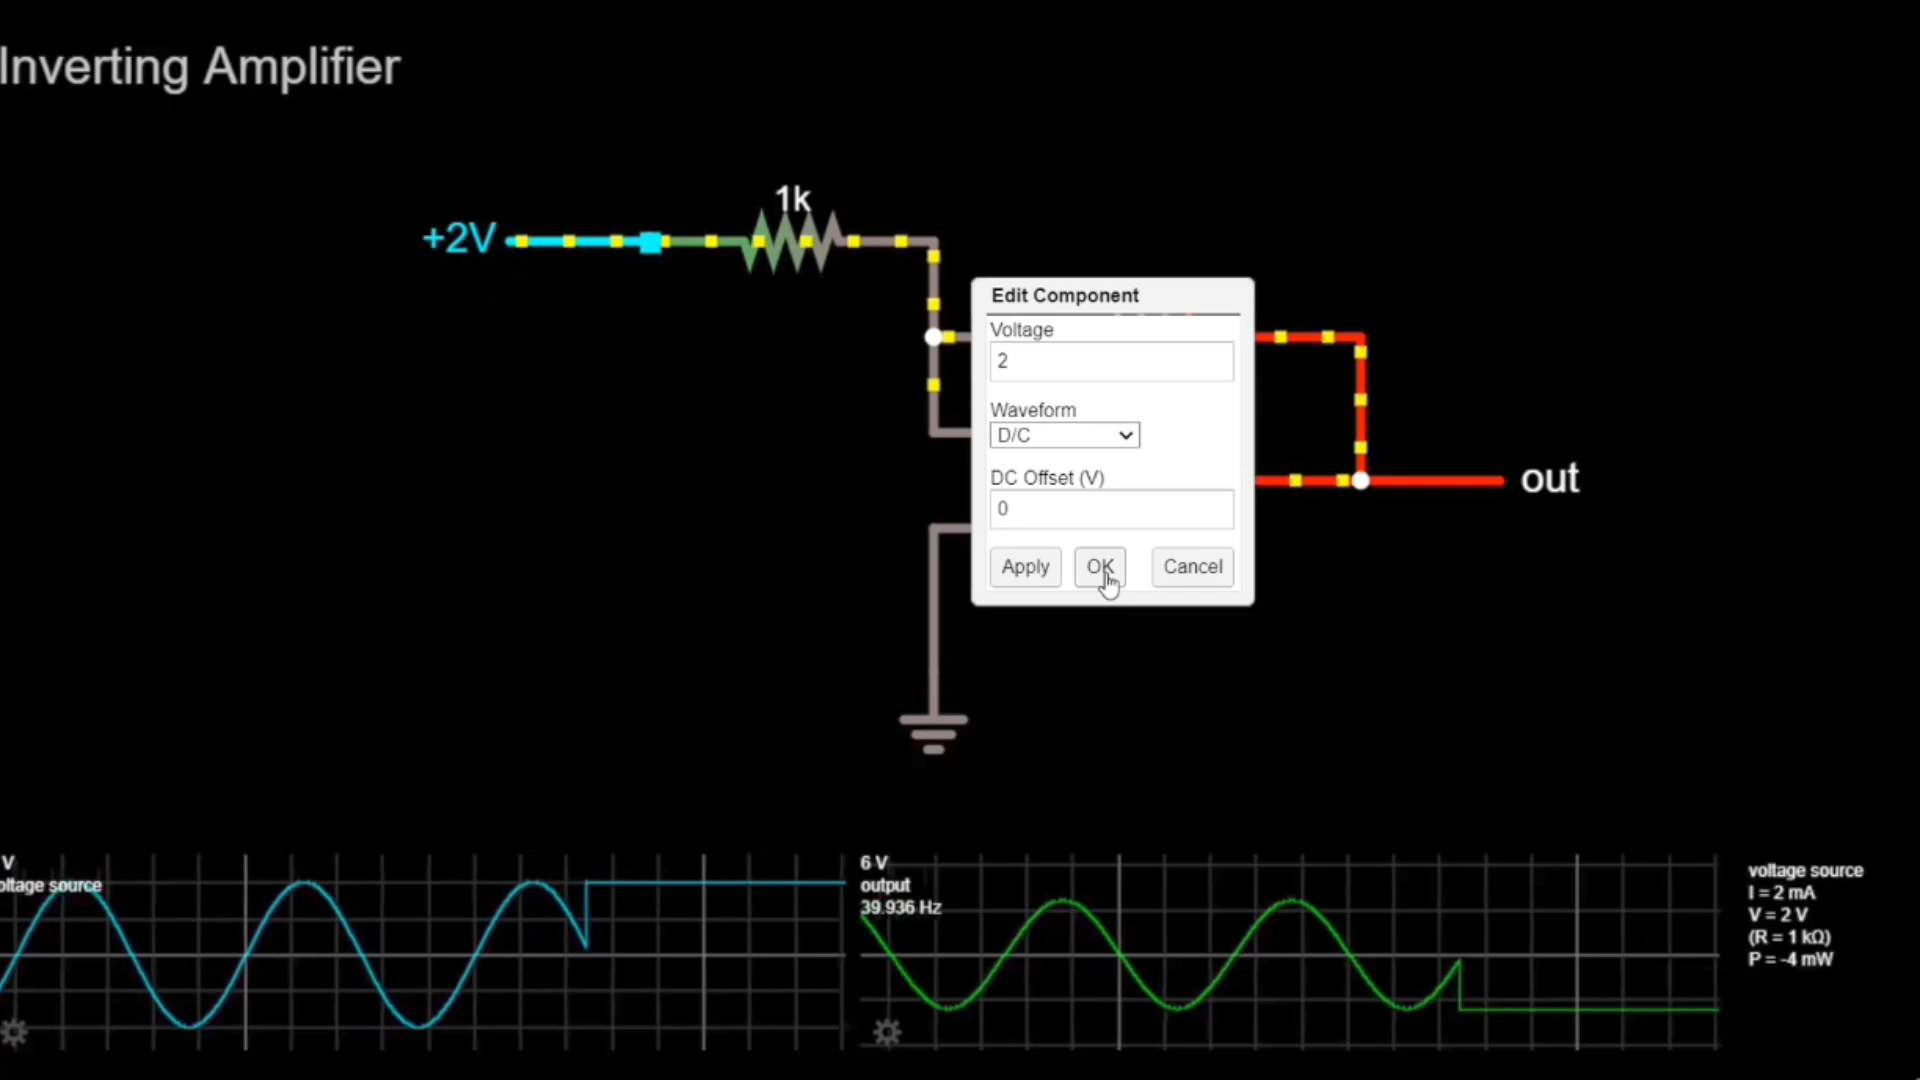 Inverting Amplifier
1k
+2V
Edit Component
Voltage
2
Waveform
D/C
DC Offset (V)
0
Apply OK Cancel
out
V
oltage source
6 V
output
39.936 Hz
voltage source
I = 2 mA
V = 2 V
(R = 1 kΩ)
P = -4 mW